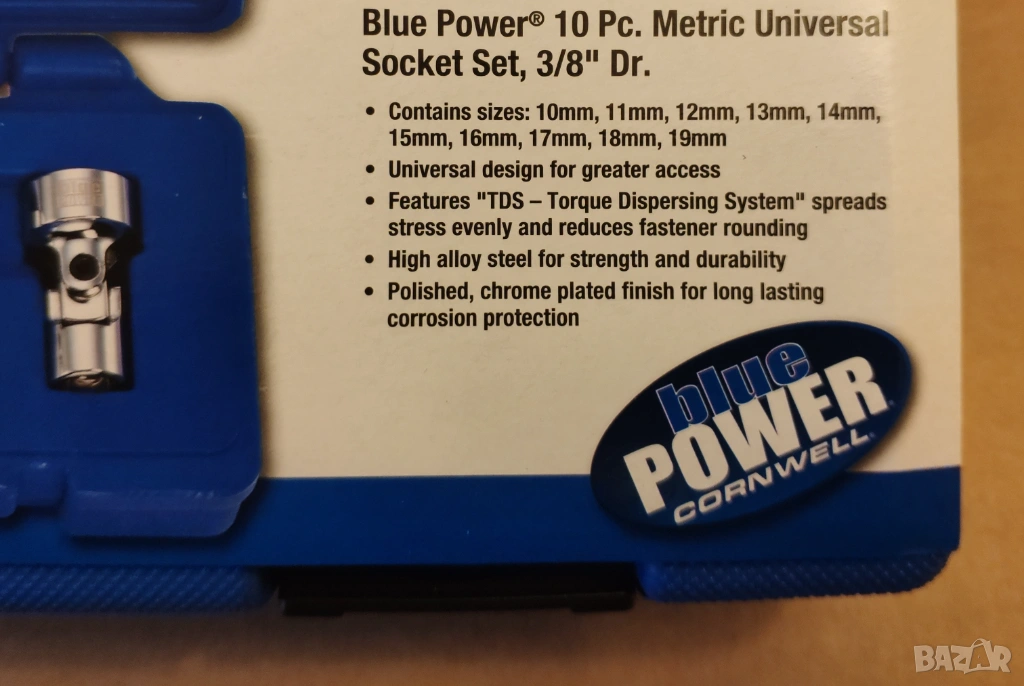 Blue Power® 10 Pc. Metric Universal
Socket Set, 3/8" Dr.
• Contains sizes: 10mm, 11mm, 12mm, 13mm, 14mm,
15mm, 16mm, 17mm, 18mm, 19mm
• Universal design for greater access
• Features "TDS – Torque Dispersing System" spreads
stress evenly and reduces fastener rounding
• High alloy steel for strength and durability
• Polished, chrome plated finish for long lasting
corrosion protection
blue
POWER
CORNWELL
BAZAR